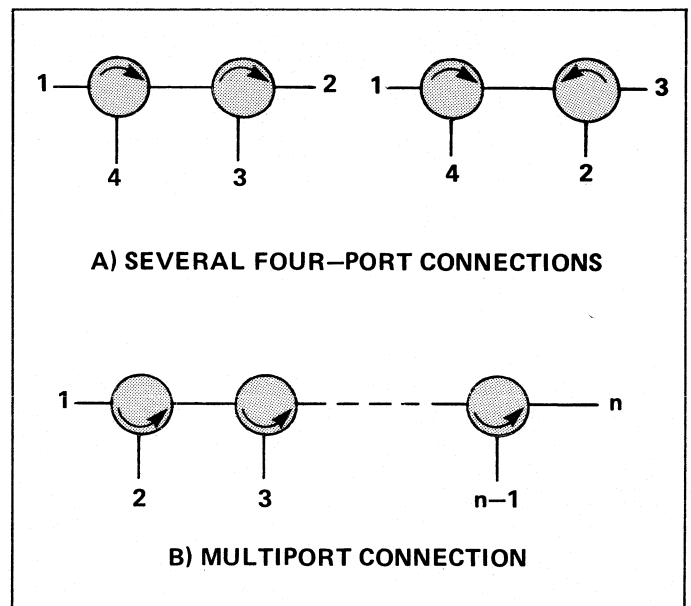 1 2 1 3
4 3 4 2
A) SEVERAL FOUR—PORT CONNECTIONS
1 n
2 3 n—1
B) MULTIPORT CONNECTION